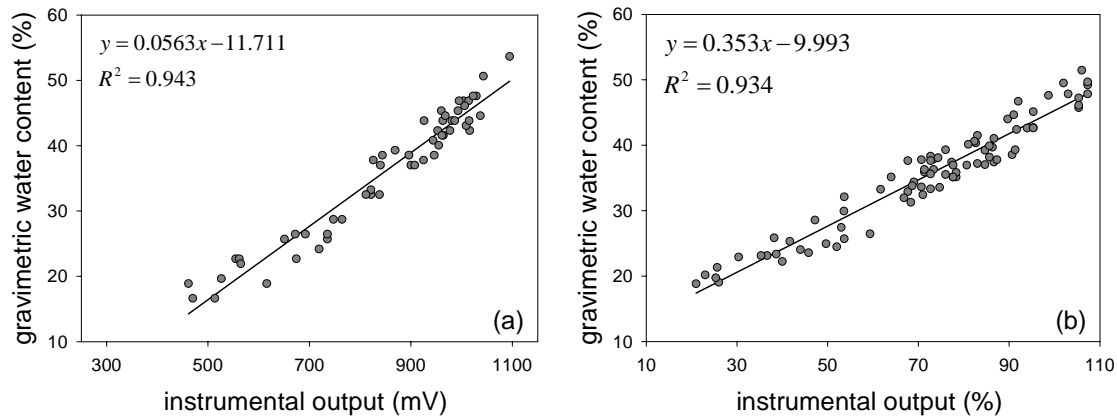 gravimetric water content (%)
60
50
40
30
20
10
y = 0.0563x − 11.711
R² = 0.943
(a)
300 500 700 900 1100
instrumental output (mV)
gravimetric water content (%)
60
50
40
30
20
10
y = 0.353x − 9.993
R² = 0.934
(b)
10 30 50 70 90 110
instrumental output (%)